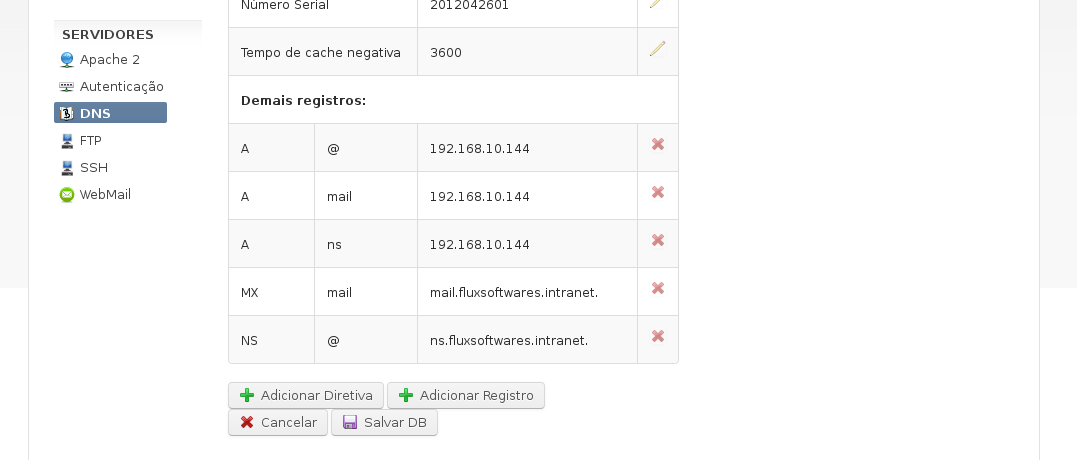 Número Serial 2012042601
SERVIDORES
Tempo de cache negativa 3600
Apache 2
Autenticação
Demais registros:
DNS
FTP
A @ 192.168.10.144
SSH
WebMail
A mail 192.168.10.144
A ns 192.168.10.144
MX mail mail.fluxsoftwares.intranet.
NS @ ns.fluxsoftwares.intranet.
Adicionar Diretiva Adicionar Registro
Cancelar Salvar DB